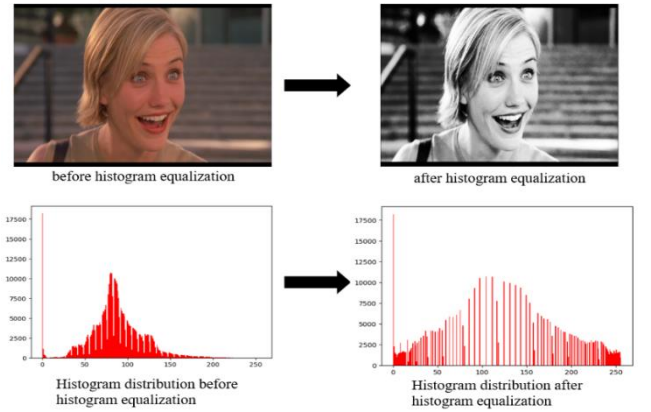 before histogram equalization
after histogram equalization
17500
15000
12500
10000
7500
5000
2500
0
0 50 100 150 200 250
17500
15000
12500
10000
7500
5000
2500
0
0 50 100 150 200 250
Histogram distribution before
histogram equalization
Histogram distribution after
histogram equalization